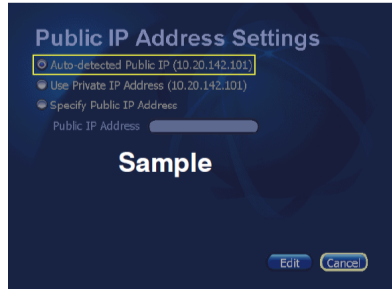 Public IP Address Settings
Auto-detected Public IP (10.20.142.101)
Use Private IP Address (10.20.142.101)
Specify Public IP Address
Public IP Address
Sample
Edit Cancel